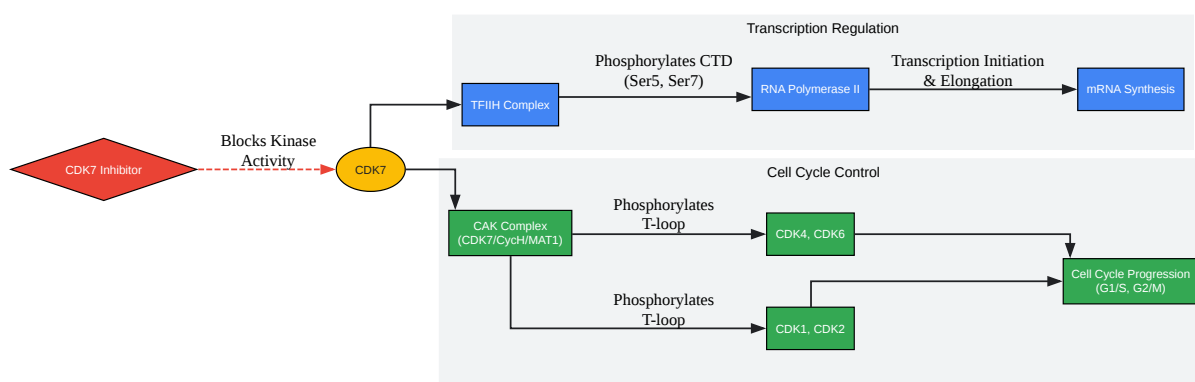 Transcription Regulation
Phosphorylates CTD
(Ser5, Ser7)
Transcription Initiation
& Elongation
TFIIH Complex
RNA Polymerase II
mRNA Synthesis
Blocks Kinase
Activity
CDK7 Inhibitor
CDK7
Cell Cycle Control
CAK Complex
(CDK7/CycH/MAT1)
Phosphorylates
T-loop
CDK4, CDK6
Cell Cycle Progression
(G1/S, G2/M)
Phosphorylates
T-loop
CDK1, CDK2